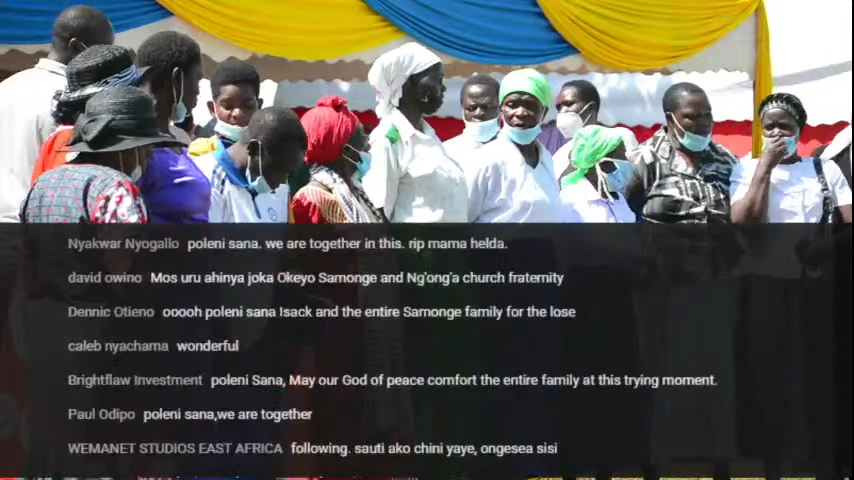 Nyakwar Nyogallo poleni sana. we are together in this. rip mama helda.
david owino Mos uru ahinya joka Okeyo Samonge and Ng'ong'a church fraternity
Dennic Otieno ooooh poleni sana Isack and the entire Samonge family for the lose
caleb nyachama wonderful
Brightflaw Investment poleni Sana, May our God of peace comfort the entire family at this trying moment.
Paul Odipo poleni sana,we are together
WEMANET STUDIOS EAST AFRICA following. sauti ako chini yaye, ongesea sisi